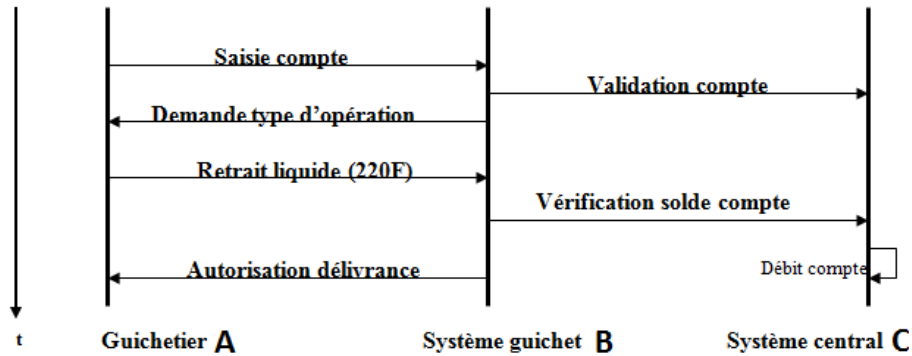 Saisie compte
Validation compte
Demande type d'opération
Retrait liquide (220F)
Vérification solde compte
Autorisation délivrance
Débit compte
t
Guichetier A
Système guichet B
Système central C